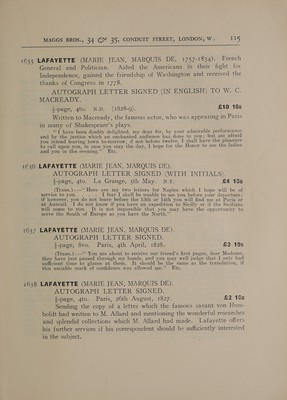 MAGGS BROS., 34 & 35, CONDUIT STREET, LONDON, W. 115
1635 LAFAYETTE (MARIE JEAN, MARQUIS DE, 1757-1834). French
General and Politician. Aided the Americans in their fight for
Independence, gained the friendship of Washington and received the
thanks of Congress in 1778.
AUTOGRAPH LETTER SIGNED (IN ENGLISH) TO W. C.
MACREADY.
½-page, 4to. N.D. (1828-9). £10 10s
Written to Macready, the famous actor, who was appearing in Paris
in many of Shakespeare's plays.
"I have been doubly delighted, my dear Sir, by your admirable performance
and by the justice which an enchanted audience has done to you; but am afraid
you intend leaving town to-morrow; if not before twelve, I shall have the pleasure
to call upon you, in case you stay the day, I hope for the Honor to see the ladies
and you in the evening." Etc.
1636 LAFAYETTE (MARIE JEAN, MARQUIS DE).
AUTOGRAPH LETTER SIGNED (WITH INITIALS).
½-page, 4to. La Grange, 9th May. N.Y. £4 10s
(TRANS.):—"Here are my two letters for Naples which I hope will be of
service to you. . . . I fear I shall be unable to see you before your departure;
if however, you do not leave before the 13th or 14th you will find me at Paris or
at Auteuil. I do not know if you have an expedition to Sicily or if the Sicilians
will come to you. It is not impossible that you may have the opportunity to
serve the South of Europe as you have the North."
1637 LAFAYETTE (MARIE JEAN, MARQUIS DE).
AUTOGRAPH LETTER SIGNED.
½-page, 8vo. Paris, 4th April, 1828. £3 10s
(TRANS.):—"You are about to receive our friend's first pages, dear Madame,
they have just passed through my hands, and you may well judge that I only had
sufficient time to glance at them. It should be the same as the translation, if
this amiable mark of confidence was allowed me." Etc.
1638 LAFAYETTE (MARIE JEAN, MARQUIS DE).
AUTOGRAPH LETTER SIGNED.
½-page, 4to. Paris, 26th August, 1827. £2 10s
Sending the copy of a letter which the famous savant von Hum-
boldt had written to M. Allard and mentioning the wonderful researches
and splendid collections which M. Allard had made. Lafayette offers
his further services if his correspondent should be sufficiently interested
in the subject.